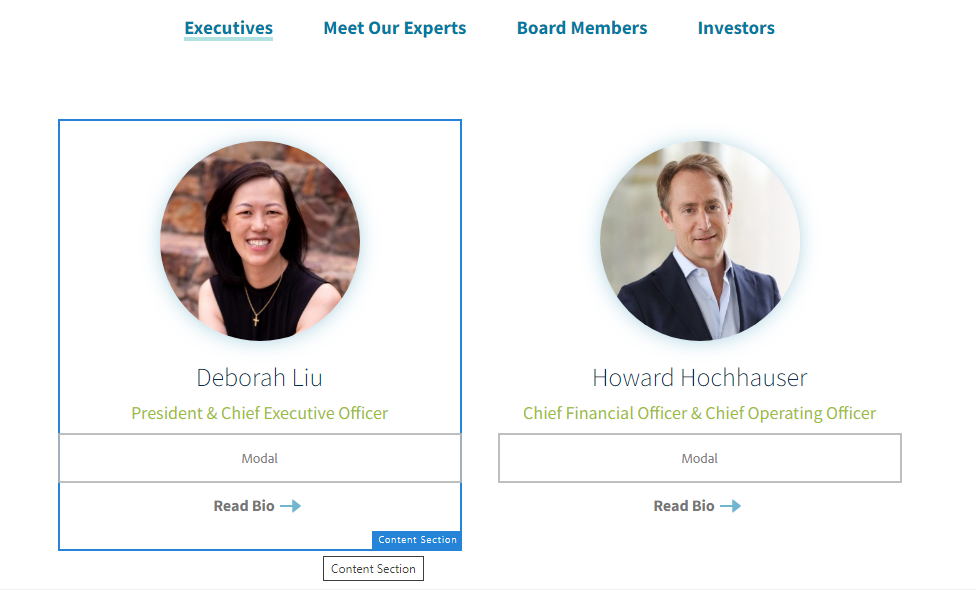 Executives Meet Our Experts Board Members Investors
Deborah Liu
President & Chief Executive Officer
Modal
Read Bio
Content Section
Content Section
Howard Hochhauser
Chief Financial Officer & Chief Operating Officer
Modal
Read Bio